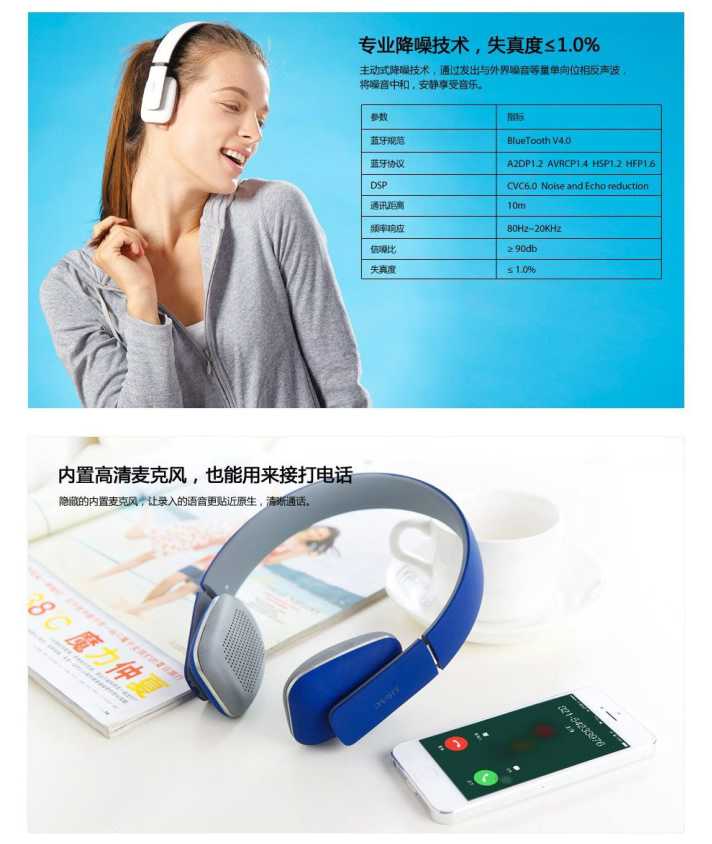 专业降噪技术，失真度≤1.0%
主动式降噪技术，通过发出与外界噪音等量单向位相反声波，
将噪音中和，安静享受音乐。
参数 指标
蓝牙规范 BlueTooth V4.0
蓝牙协议 A2DP1.2 AVRCP1.4 HSP1.2 HFP1.6
DSP CVC6.0 Noise and Echo reduction
通讯距离 10m
频率响应 80Hz~20KHz
信噪比 ≥ 90db
失真度 ≤ 1.0%
内置高清麦克风，也能用来接打电话
隐藏的内置麦克风，让录入的语音更贴近原生，清晰通话。
38°C 魔力仲夏